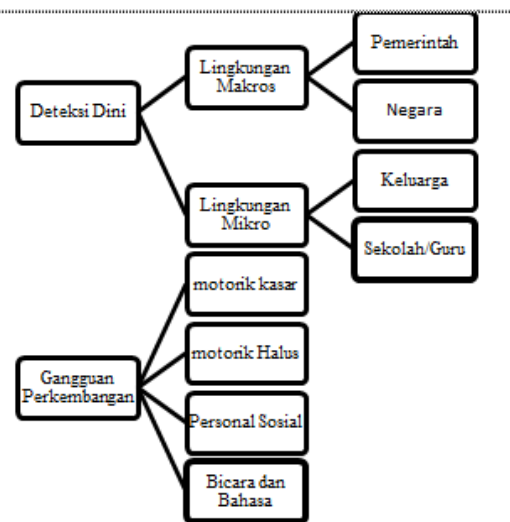 Deteksi Dini
Lingkungan
Makros
Pemerintah
Negara
Lingkungan
Mikro
Keluarga
Sekolah/Guru
Gangguan
Perkembangan
motorik kasar
motorik Halus
Personal Sosial
Bicara dan
Bahasa